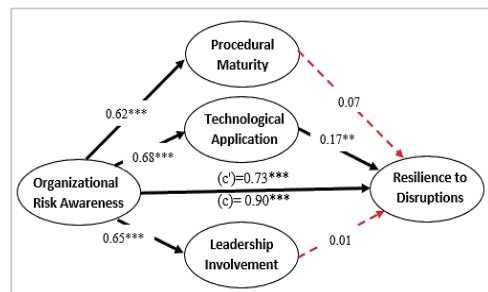 Procedural
Maturity
0.62***
0.07
Technological
Application
0.68***
0.17**
(c')=0.73***
Organizational
Risk Awareness
Resilience to
Disruptions
(c)= 0.90***
0.65***
Leadership
Involvement
0.01